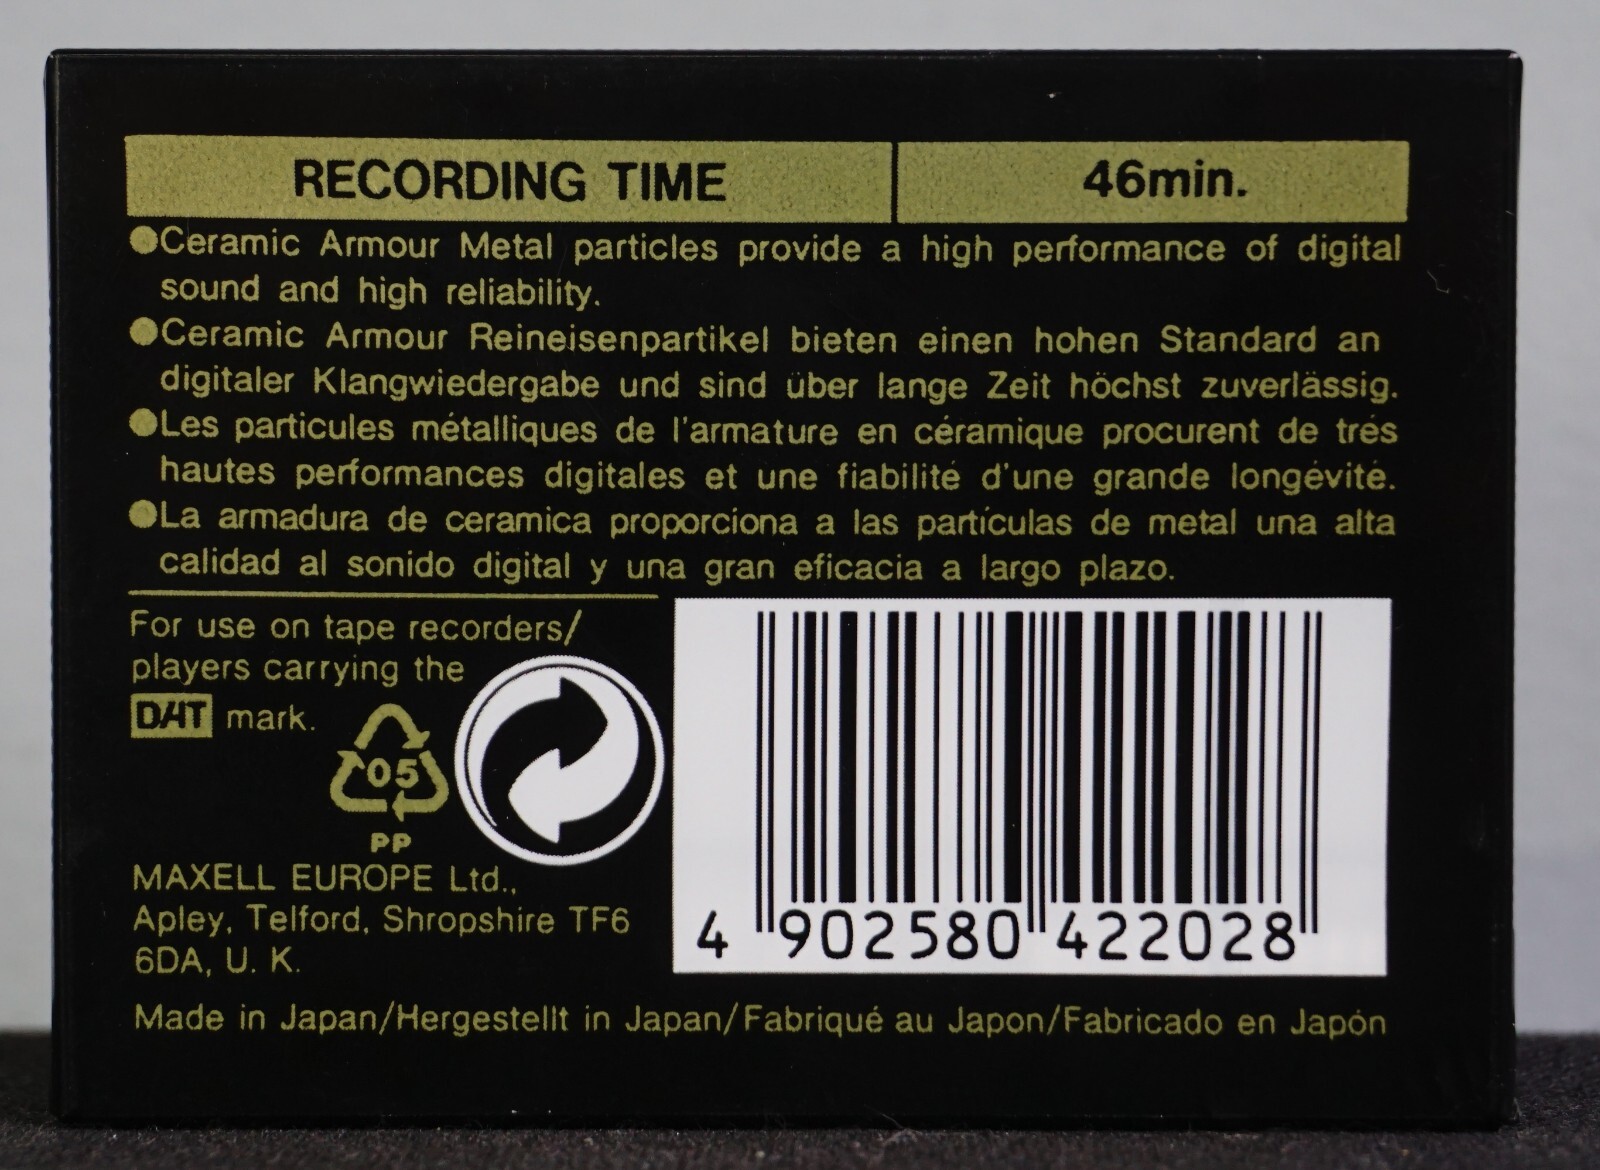 RECORDING TIME 46min.
●Ceramic Armour Metal particles provide a high performance of digital
sound and high reliability.
●Ceramic Armour Reineisenpartikel bieten einen hohen Standard an
digitaler Klangwiedergabe und sind über lange Zeit höchst zuverlässig.
●Les particules métalliques de l'armature en céramique procurent de trés
hautes performances digitales et une fiabilité d'une grande longévité.
●La armadura de ceramica proporciona a las partículas de metal una alta
calidad al sonido digital y una gran eficacia a largo plazo.
For use on tape recorders/
players carrying the
DAT mark.
05
PP
MAXELL EUROPE Ltd.,
Apley, Telford, Shropshire TF6
6DA, U. K.
4 902580 422028
Made in Japan/Hergestellt in Japan/Fabriqué au Japon/Fabricado en Japón